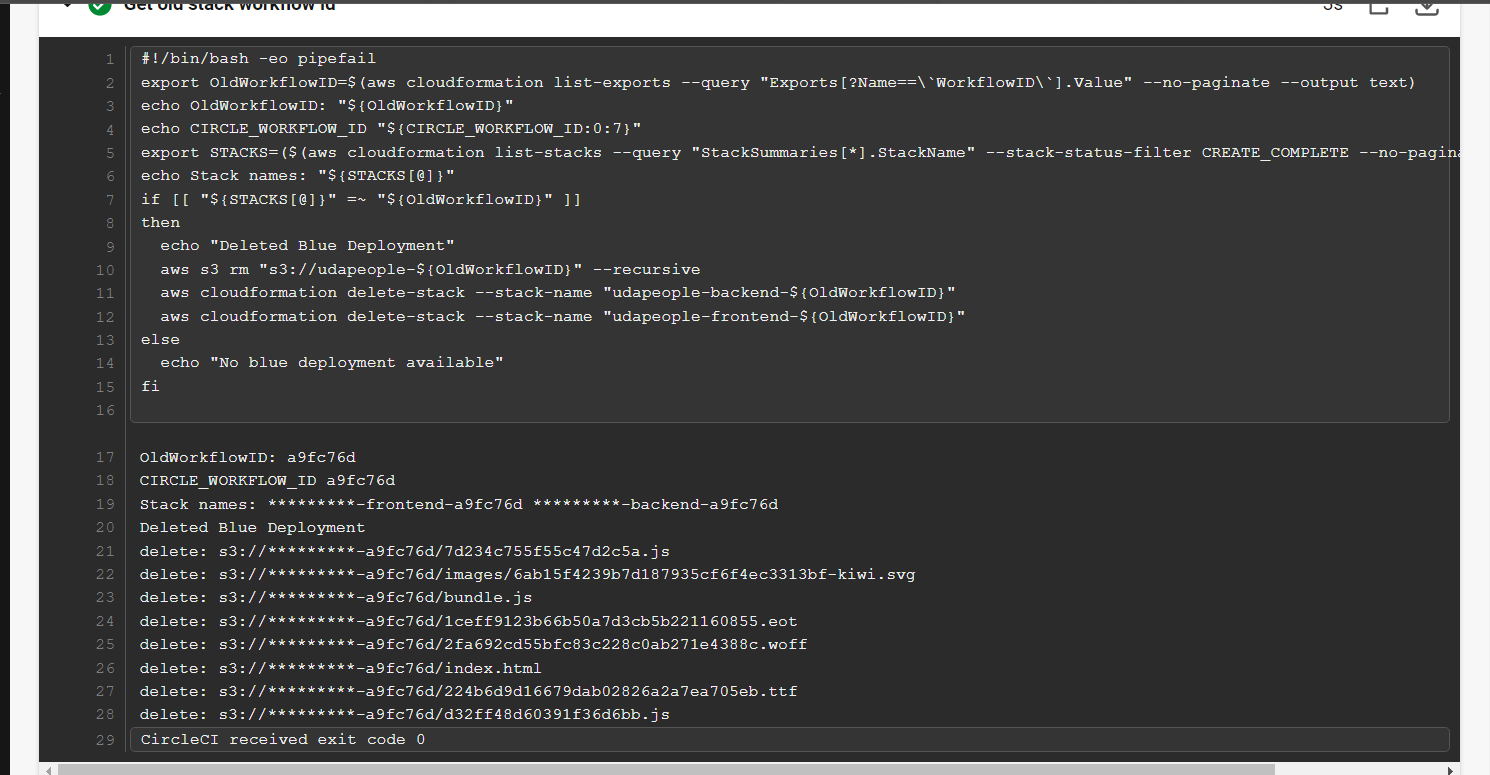 Get old stack workflow id
3s
1 #!/bin/bash -eo pipefail
2 export OldWorkflowID=$(aws cloudformation list-exports --query "Exports[?Name==\`WorkflowID\`].Value" --no-paginate --output text)
3 echo OldWorkflowID: "${OldWorkflowID}"
4 echo CIRCLE_WORKFLOW_ID "${CIRCLE_WORKFLOW_ID:0:7}"
5 export STACKS=($(aws cloudformation list-stacks --query "StackSummaries[*].StackName" --stack-status-filter CREATE_COMPLETE --no-pagina
6 echo Stack names: "${STACKS[@]}"
7 if [[ "${STACKS[@]}" =~ "${OldWorkflowID}" ]]
8 then
9   echo "Deleted Blue Deployment"
10   aws s3 rm "s3://udapeople-${OldWorkflowID}" --recursive
11   aws cloudformation delete-stack --stack-name "udapeople-backend-${OldWorkflowID}"
12   aws cloudformation delete-stack --stack-name "udapeople-frontend-${OldWorkflowID}"
13 else
14   echo "No blue deployment available"
15 fi
16
17 OldWorkflowID: a9fc76d
18 CIRCLE_WORKFLOW_ID a9fc76d
19 Stack names: *********-frontend-a9fc76d *********-backend-a9fc76d
20 Deleted Blue Deployment
21 delete: s3://*********-a9fc76d/7d234c755f55c47d2c5a.js
22 delete: s3://*********-a9fc76d/images/6ab15f4239b7d187935cf6f4ec3313bf-kiwi.svg
23 delete: s3://*********-a9fc76d/bundle.js
24 delete: s3://*********-a9fc76d/1ceff9123b66b50a7d3cb5b221160855.eot
25 delete: s3://*********-a9fc76d/2fa692cd55bfc83c228c0ab271e4388c.woff
26 delete: s3://*********-a9fc76d/index.html
27 delete: s3://*********-a9fc76d/224b6d9d16679dab02826a2a7ea705eb.ttf
28 delete: s3://*********-a9fc76d/d32ff48d60391f36d6bb.js
29 CircleCI received exit code 0